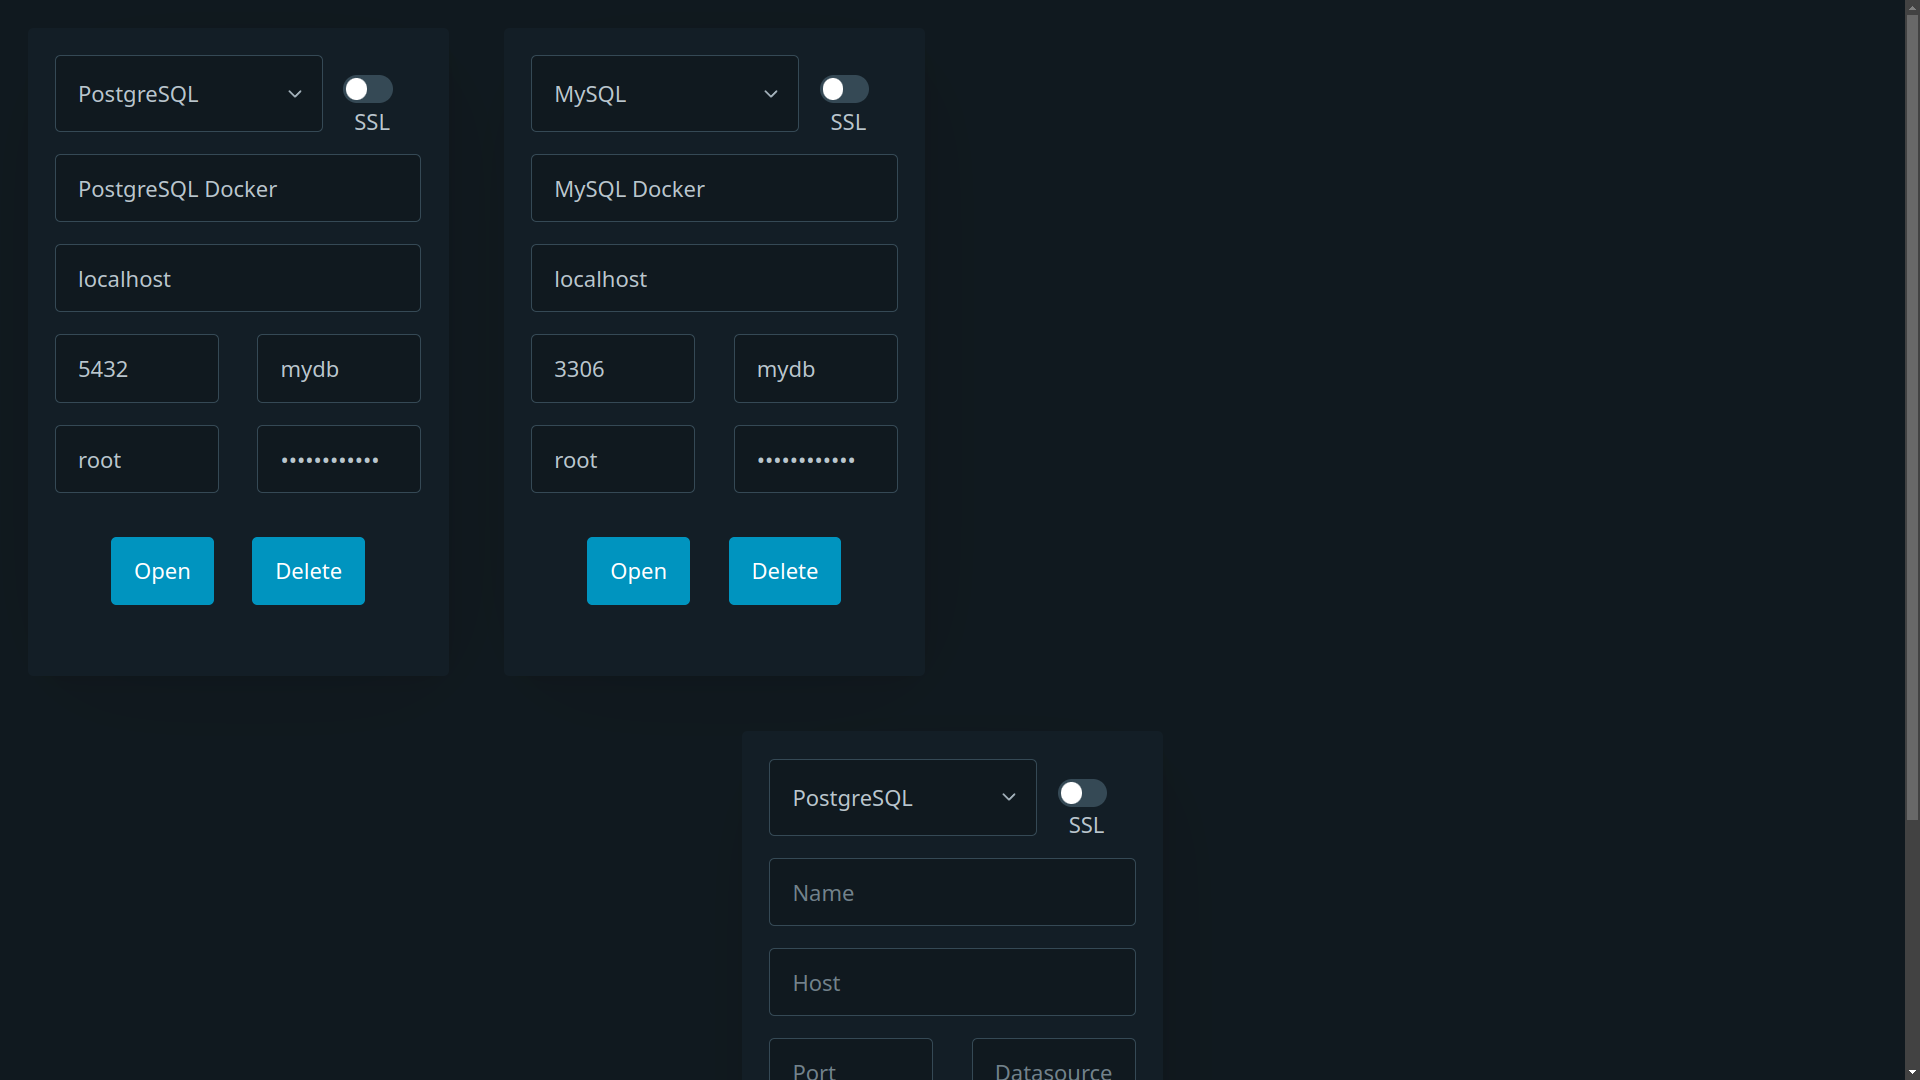 PostgreSQL
SSL
PostgreSQL Docker
localhost
5432 mydb
root ••••••••••••
Open Delete
MySQL
SSL
MySQL Docker
localhost
3306 mydb
root ••••••••••••
Open Delete
PostgreSQL
SSL
Name
Host
Port Datasource